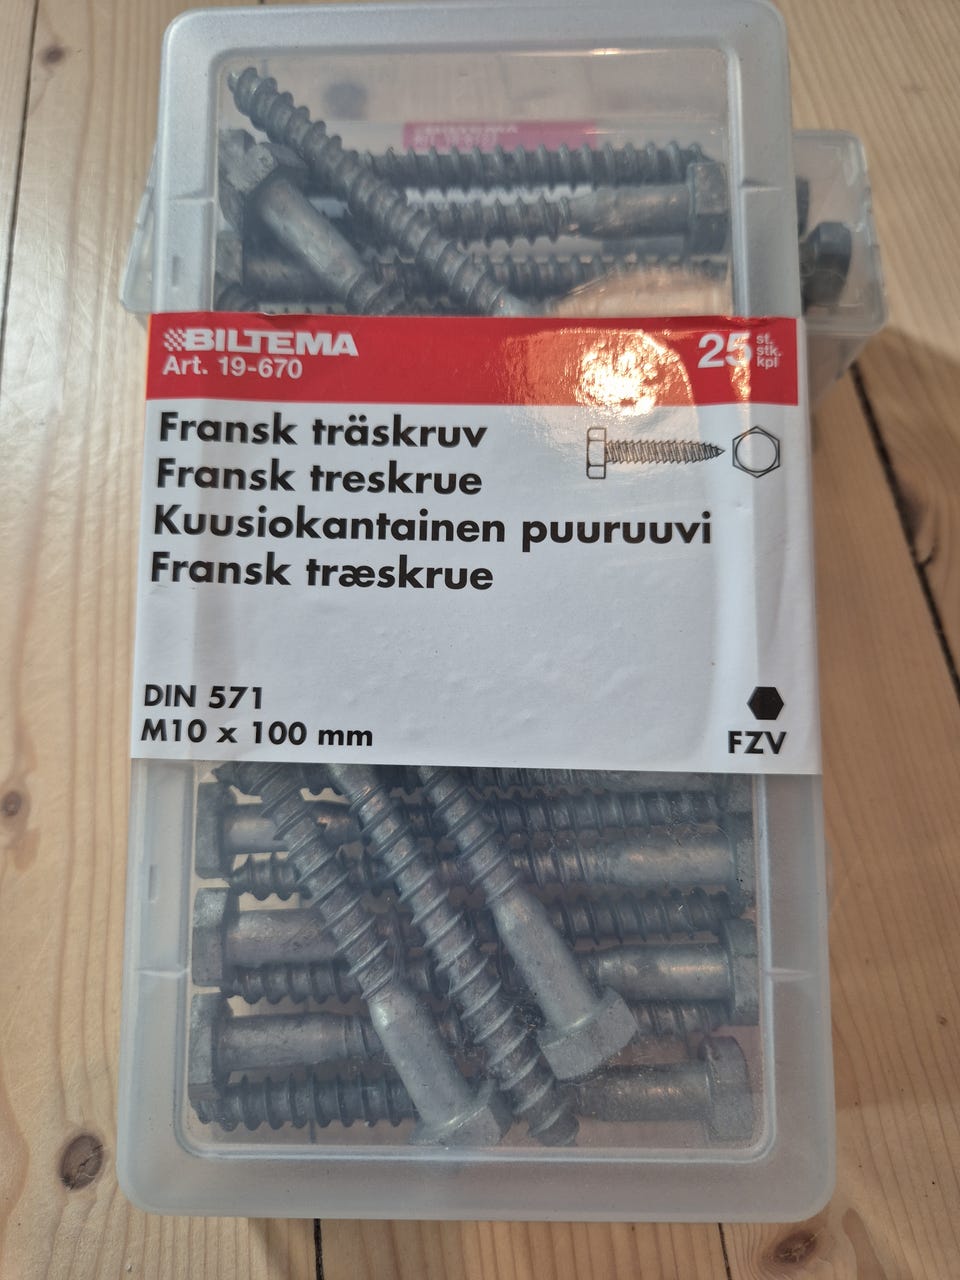 BILTEMA
BILTEMA
Art. 19-670
25 st.
stk.
kpl
Fransk träskruv
Fransk treskrue
Kuusiokantainen puuruuvi
Fransk træskrue
DIN 571
M10 x 100 mm
FZV